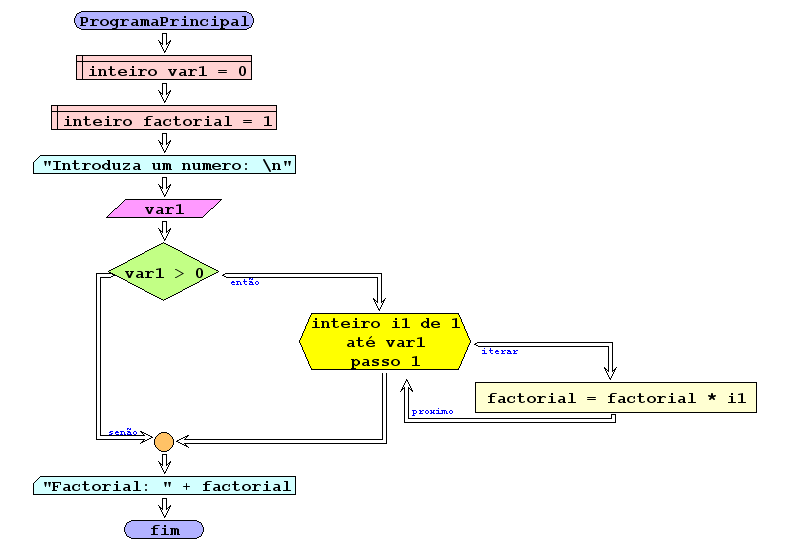 ProgramaPrincipal
inteiro var1 = 0
inteiro factorial = 1
"Introduza um numero: \n"
var1
var1 > 0
então
inteiro i1 de 1
até var1
passo 1
iterar
factorial = factorial * i1
proximo
senão
"Factorial: " + factorial
fim